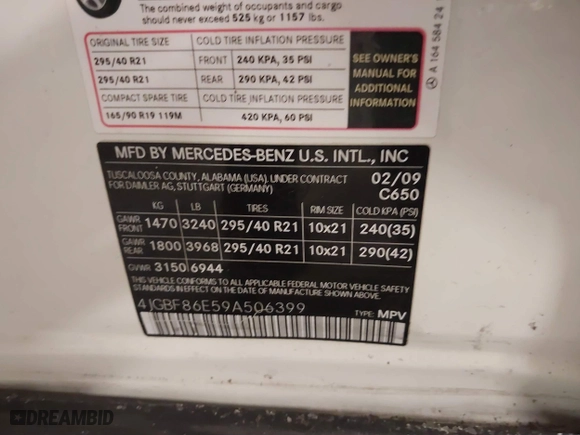 The combined weight of occupants and cargo
should never exceed 525 kg or 1157 lbs.
ORIGINAL TIRE SIZE COLD TIRE INFLATION PRESSURE
295/40 R21 FRONT 240 KPA, 35 PSI
295/40 R21 REAR 290 KPA, 42 PSI
COMPACT SPARE TIRE COLD TIRE INFLATION PRESSURE
165/90 R19 119M 420 KPA, 60 PSI
SEE OWNER'S
MANUAL FOR
ADDITIONAL
INFORMATION
A 164 584 24
MFD BY MERCEDES-BENZ U.S. INTL., INC
TUSCALOOSA COUNTY, ALABAMA (USA), UNDER CONTRACT
FOR DAIMLER AG, STUTTGART (GERMANY)
02/09
C650
KG LB TIRES RIM SIZE COLD KPA (PSI)
GAWR FRONT 1470 3240 295/40 R21 10x21 240(35)
GAWR REAR 1800 3968 295/40 R21 10x21 290(42)
GVWR 3150 6944
THIS VEHICLE CONFORMS TO ALL APPLICABLE FEDERAL MOTOR VEHICLE SAFETY
STANDARDS IN EFFECT ON THE DATE OF MANUFACTURE SHOWN ABOVE.
4JGBF86E59A506399
TYPE: MPV
DREAMBID